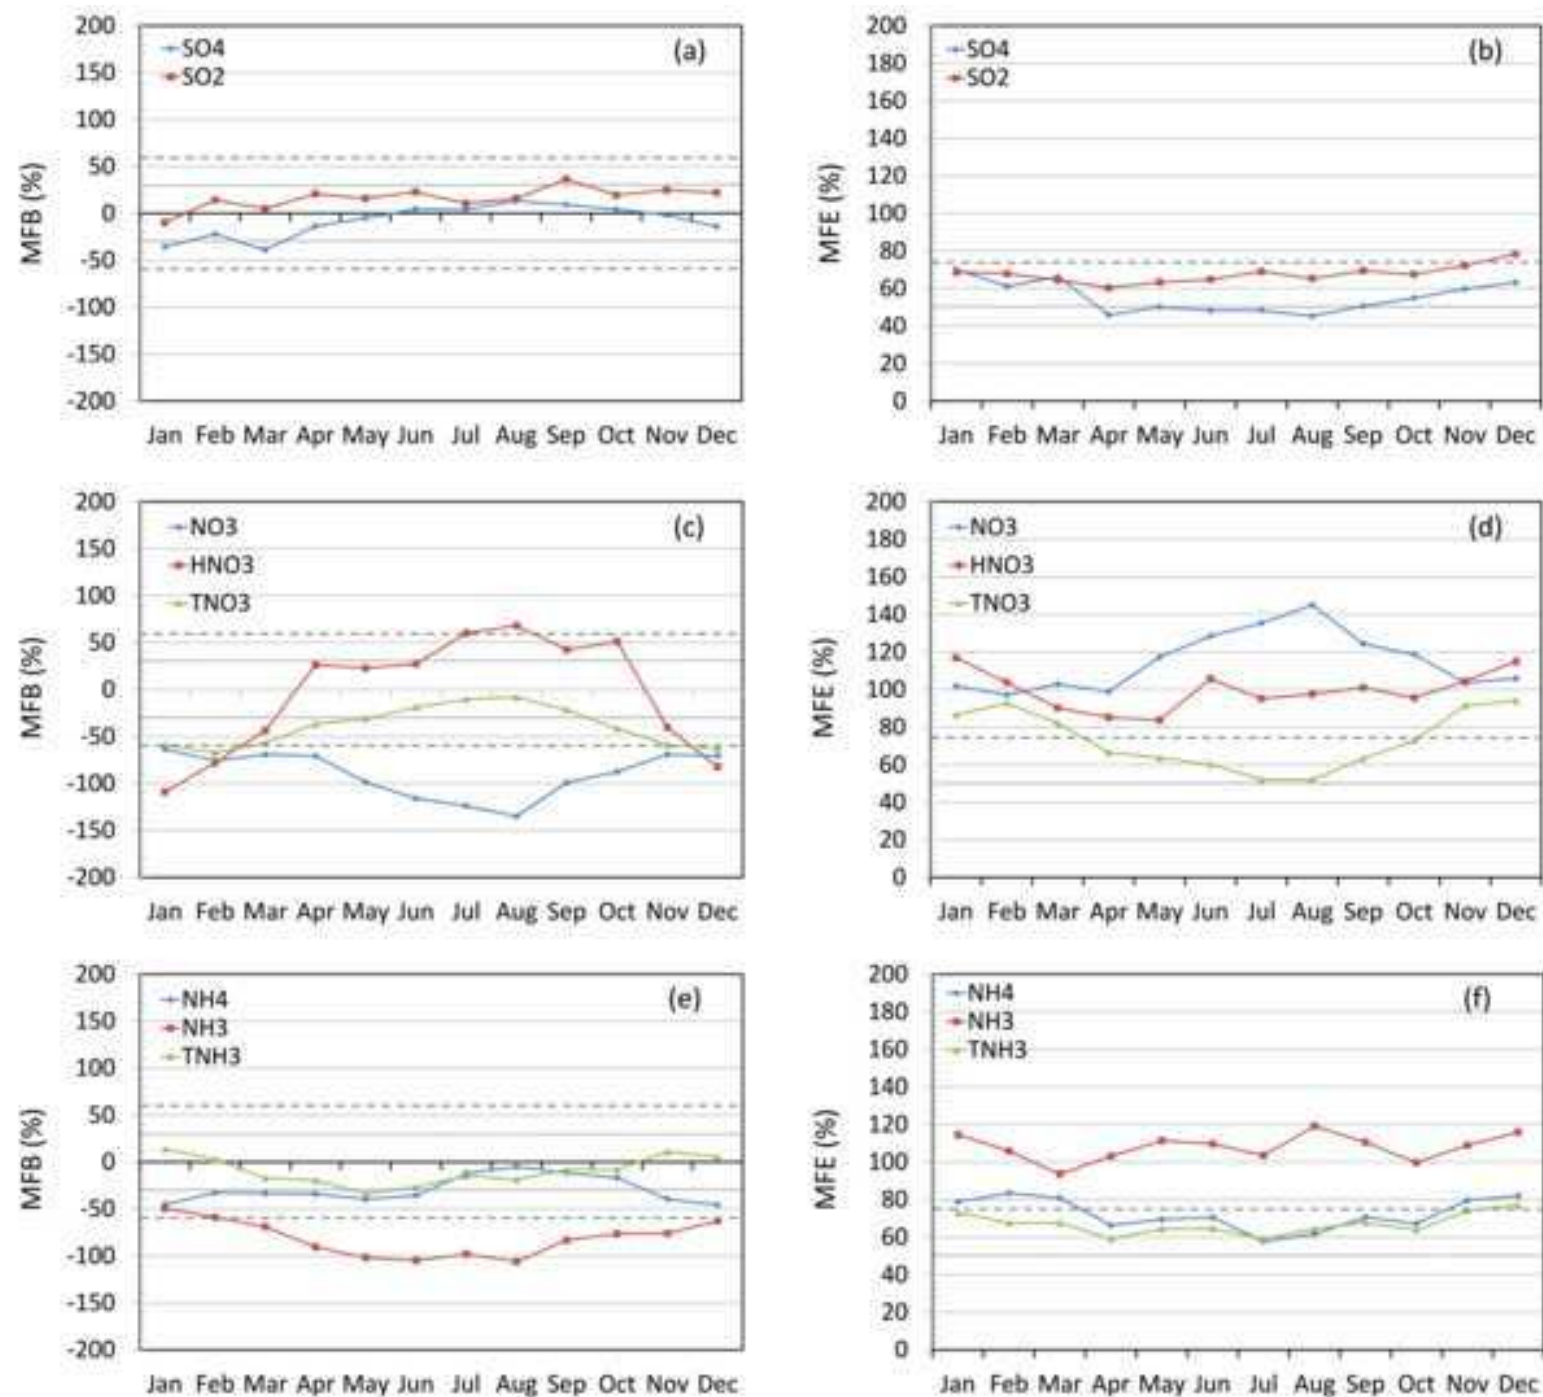 200
150
100
50
0
-50
-100
-150
-200
MFB (%)
SO4
SO2
(a)
Jan Feb Mar Apr May Jun Jul Aug Sep Oct Nov Dec
200
180
160
140
120
100
80
60
40
20
0
MFE (%)
SO4
SO2
(b)
Jan Feb Mar Apr May Jun Jul Aug Sep Oct Nov Dec
200
150
100
50
0
-50
-100
-150
-200
MFB (%)
NO3
HNO3
TNO3
(c)
Jan Feb Mar Apr May Jun Jul Aug Sep Oct Nov Dec
200
180
160
140
120
100
80
60
40
20
0
MFE (%)
NO3
HNO3
TNO3
(d)
Jan Feb Mar Apr May Jun Jul Aug Sep Oct Nov Dec
200
150
100
50
0
-50
-100
-150
-200
MFB (%)
NH4
NH3
TNH3
(e)
Jan Feb Mar Apr May Jun Jul Aug Sep Oct Nov Dec
200
180
160
140
120
100
80
60
40
20
0
MFE (%)
NH4
NH3
TNH3
(f)
Jan Feb Mar Apr May Jun Jul Aug Sep Oct Nov Dec